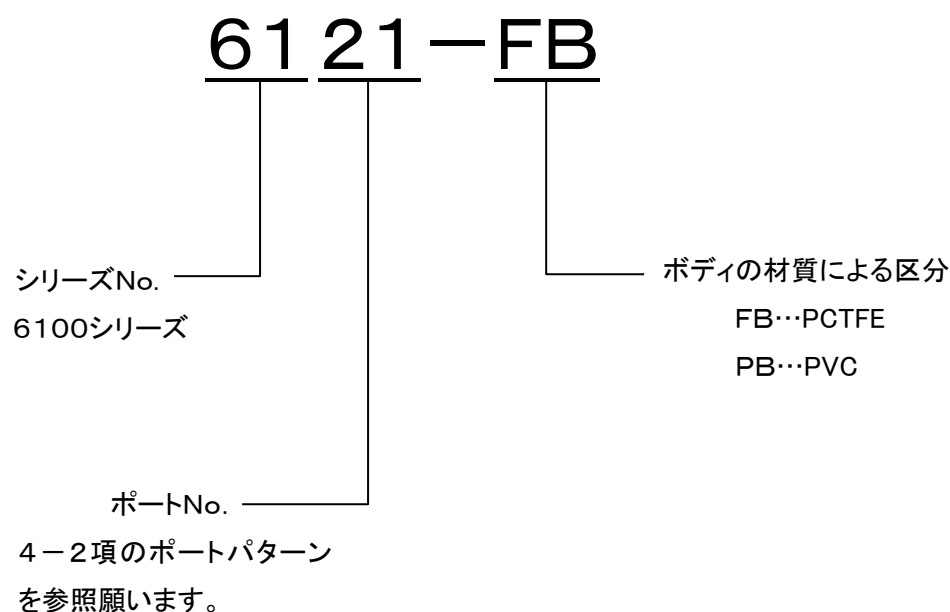 6121－FB
シリーズNo.
6100シリーズ
ボディの材質による区分
FB…PCTFE
PB…PVC
ポートNo.
4－2項のポートパターン
を参照願います。